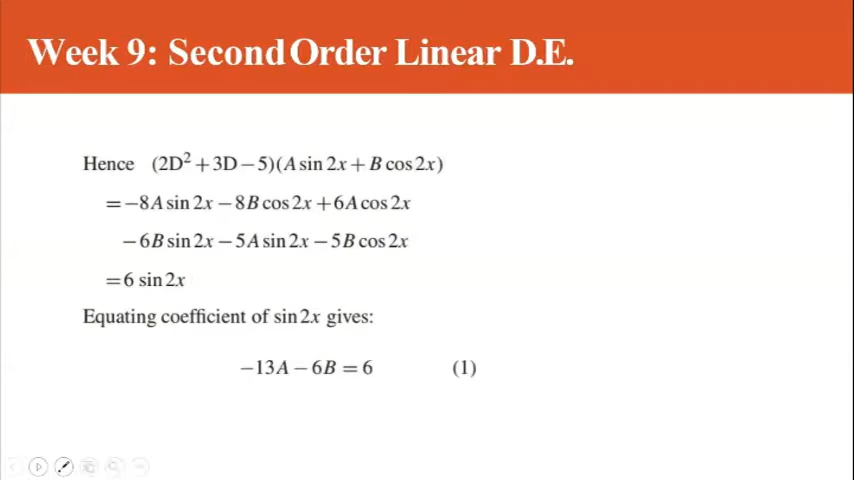 Week 9: Second Order Linear D.E.
Hence (2D² + 3D − 5)(A sin 2x + B cos 2x)
= −8A sin 2x − 8B cos 2x + 6A cos 2x
− 6B sin 2x − 5A sin 2x − 5B cos 2x
= 6 sin 2x
Equating coefficient of sin 2x gives:
−13A − 6B = 6 (1)